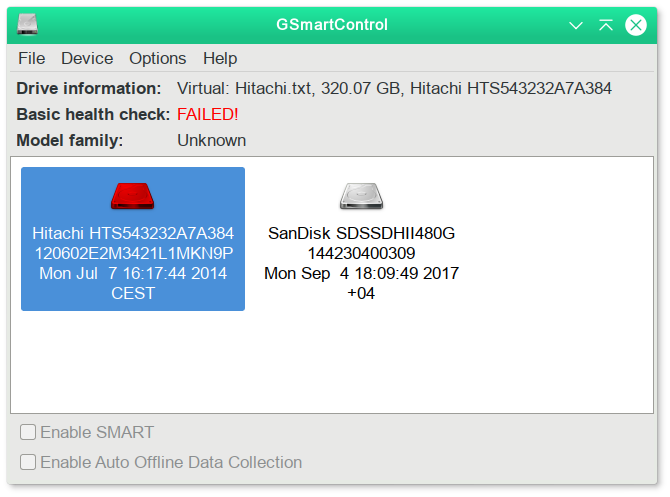 GSmartControl
File Device Options Help
Drive information: Virtual: Hitachi.txt, 320.07 GB, Hitachi HTS543232A7A384
Basic health check: FAILED!
Model family: Unknown
Hitachi HTS543232A7A384
120602E2M3421L1MKN9P
Mon Jul  7 16:17:44 2014
CEST
SanDisk SDSSDHII480G
144230400309
Mon Sep  4 18:09:49 2017
+04
Enable SMART
Enable Auto Offline Data Collection